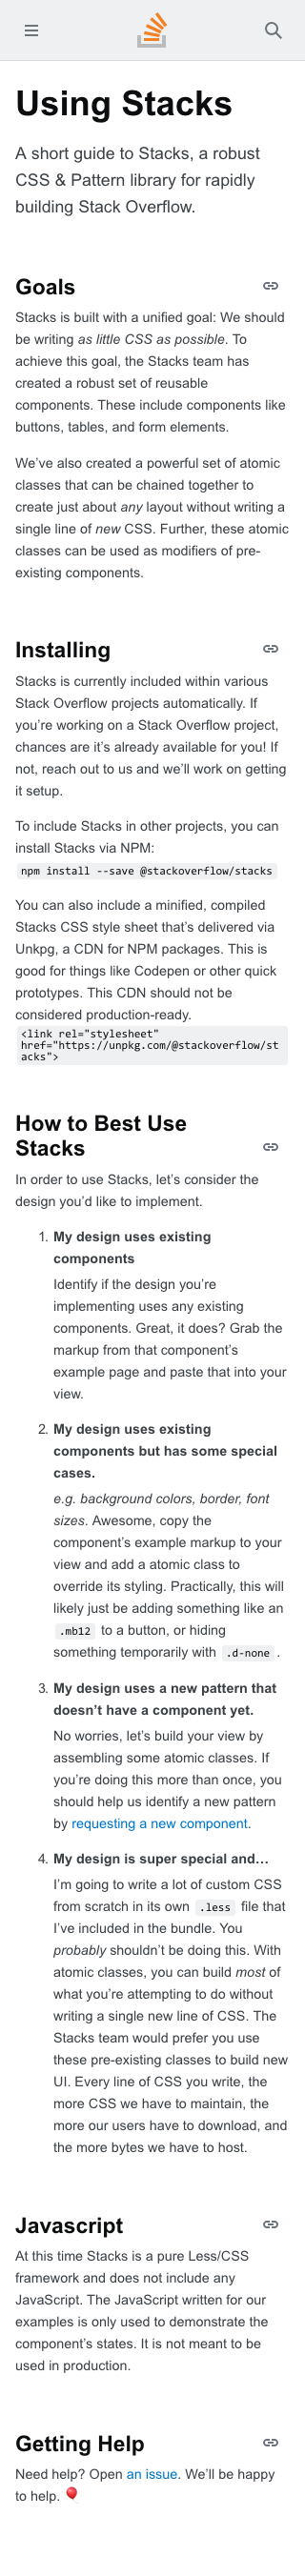 Using Stacks
A short guide to Stacks, a robust
CSS & Pattern library for rapidly
building Stack Overflow.
Goals
Stacks is built with a unified goal: We should
be writing as little CSS as possible. To
achieve this goal, the Stacks team has
created a robust set of reusable
components. These include components like
buttons, tables, and form elements.
We’ve also created a powerful set of atomic
classes that can be chained together to
create just about any layout without writing a
single line of new CSS. Further, these atomic
classes can be used as modifiers of pre-
existing components.
Installing
Stacks is currently included within various
Stack Overflow projects automatically. If
you’re working on a Stack Overflow project,
chances are it’s already available for you! If
not, reach out to us and we’ll work on getting
it setup.
To include Stacks in other projects, you can
install Stacks via NPM:
npm install --save @stackoverflow/stacks
You can also include a minified, compiled
Stacks CSS style sheet that’s delivered via
Unkpg, a CDN for NPM packages. This is
good for things like Codepen or other quick
prototypes. This CDN should not be
considered production-ready.
<link rel="stylesheet"
href="https://unpkg.com/@stackoverflow/st
acks">
How to Best Use
Stacks
In order to use Stacks, let’s consider the
design you’d like to implement.
1. My design uses existing
components
Identify if the design you’re
implementing uses any existing
components. Great, it does? Grab the
markup from that component’s
example page and paste that into your
view.
2. My design uses existing
components but has some special
cases.
e.g. background colors, border, font
sizes. Awesome, copy the
component’s example markup to your
view and add a atomic class to
override its styling. Practically, this will
likely just be adding something like an
.mb12 to a button, or hiding
something temporarily with .d-none .
3. My design uses a new pattern that
doesn’t have a component yet.
No worries, let’s build your view by
assembling some atomic classes. If
you’re doing this more than once, you
should help us identify a new pattern
by requesting a new component.
4. My design is super special and…
I’m going to write a lot of custom CSS
from scratch in its own .less file that
I’ve included in the bundle. You
probably shouldn’t be doing this. With
atomic classes, you can build most of
what you’re attempting to do without
writing a single new line of CSS. The
Stacks team would prefer you use
these pre-existing classes to build new
UI. Every line of CSS you write, the
more CSS we have to maintain, the
more our users have to download, and
the more bytes we have to host.
Javascript
At this time Stacks is a pure Less/CSS
framework and does not include any
JavaScript. The JavaScript written for our
examples is only used to demonstrate the
component’s states. It is not meant to be
used in production.
Getting Help
Need help? Open an issue. We’ll be happy
to help.